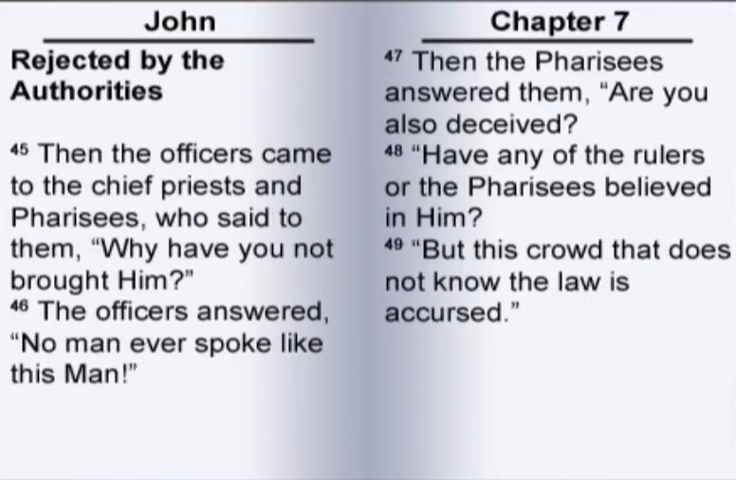 John
Rejected by the
Authorities
45 Then the officers came
to the chief priests and
Pharisees, who said to
them, “Why have you not
brought Him?”
46 The officers answered,
“No man ever spoke like
this Man!”
Chapter 7
47 Then the Pharisees
answered them, “Are you
also deceived?
48 “Have any of the rulers
or the Pharisees believed
in Him?
49 “But this crowd that does
not know the law is
accursed.”